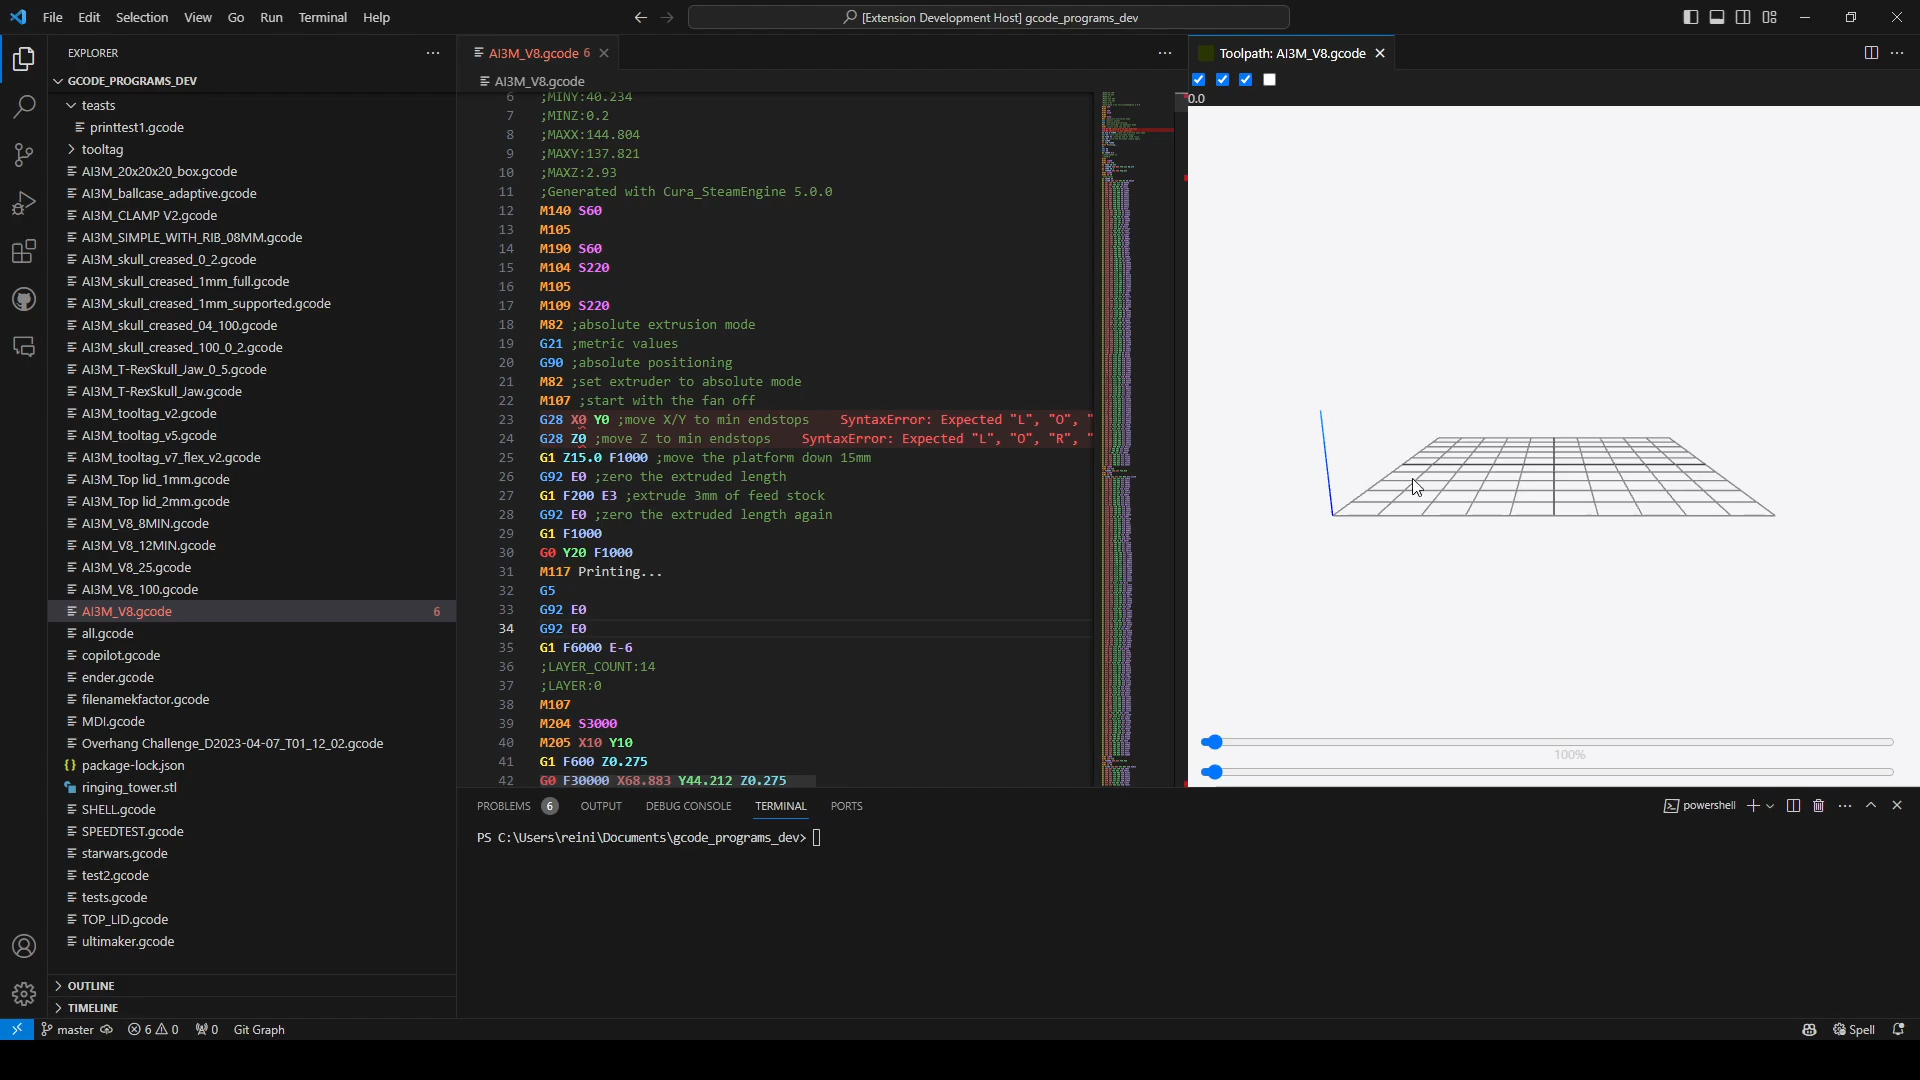 File Edit Selection View Go Run Terminal Help
[Extension Development Host] gcode_programs_dev
EXPLORER
GCODE_PROGRAMS_DEV
teasts
printtest1.gcode
tooltag
AI3M_20x20x20_box.gcode
AI3M_ballcase_adaptive.gcode
AI3M_CLAMP V2.gcode
AI3M_SIMPLE_WITH_RIB_08MM.gcode
AI3M_skull_creased_0_2.gcode
AI3M_skull_creased_1mm_full.gcode
AI3M_skull_creased_1mm_supported.gcode
AI3M_skull_creased_04_100.gcode
AI3M_skull_creased_100_0_2.gcode
AI3M_T-RexSkull_Jaw_0_5.gcode
AI3M_T-RexSkull_Jaw.gcode
AI3M_tooltag_v2.gcode
AI3M_tooltag_v5.gcode
AI3M_tooltag_v7_flex_v2.gcode
AI3M_Top lid_1mm.gcode
AI3M_Top lid_2mm.gcode
AI3M_V8_8MIN.gcode
AI3M_V8_12MIN.gcode
AI3M_V8_25.gcode
AI3M_V8_100.gcode
AI3M_V8.gcode 6
all.gcode
copilot.gcode
ender.gcode
filenamekfactor.gcode
MDI.gcode
Overhang Challenge_D2023-04-07_T01_12_02.gcode
package-lock.json
ringing_tower.stl
SHELL.gcode
SPEEDTEST.gcode
starwars.gcode
test2.gcode
tests.gcode
TOP_LID.gcode
ultimaker.gcode
OUTLINE
TIMELINE
AI3M_V8.gcode 6
AI3M_V8.gcode
6 ;MINY:40.234
7 ;MINZ:0.2
8 ;MAXX:144.804
9 ;MAXY:137.821
10 ;MAXZ:2.93
11 ;Generated with Cura_SteamEngine 5.0.0
12 M140 S60
13 M105
14 M190 S60
15 M104 S220
16 M105
17 M109 S220
18 M82 ;absolute extrusion mode
19 G21 ;metric values
20 G90 ;absolute positioning
21 M82 ;set extruder to absolute mode
22 M107 ;start with the fan off
23 G28 X0 Y0 ;move X/Y to min endstops SyntaxError: Expected "L", "O", "
24 G28 Z0 ;move Z to min endstops SyntaxError: Expected "L", "O", "R", "
25 G1 Z15.0 F1000 ;move the platform down 15mm
26 G92 E0 ;zero the extruded length
27 G1 F200 E3 ;extrude 3mm of feed stock
28 G92 E0 ;zero the extruded length again
29 G1 F1000
30 G0 Y20 F1000
31 M117 Printing...
32 G5
33 G92 E0
34 G92 E0
35 G1 F6000 E-6
36 ;LAYER_COUNT:14
37 ;LAYER:0
38 M107
39 M204 S3000
40 M205 X10 Y10
41 G1 F600 Z0.275
42 G0 F30000 X68.883 Y44.212 Z0.275
Toolpath: AI3M_V8.gcode
0.0
100%
PROBLEMS 6 OUTPUT DEBUG CONSOLE TERMINAL PORTS
powershell
PS C:\Users\reini\Documents\gcode_programs_dev>
master 6 0 0 Git Graph
Spell